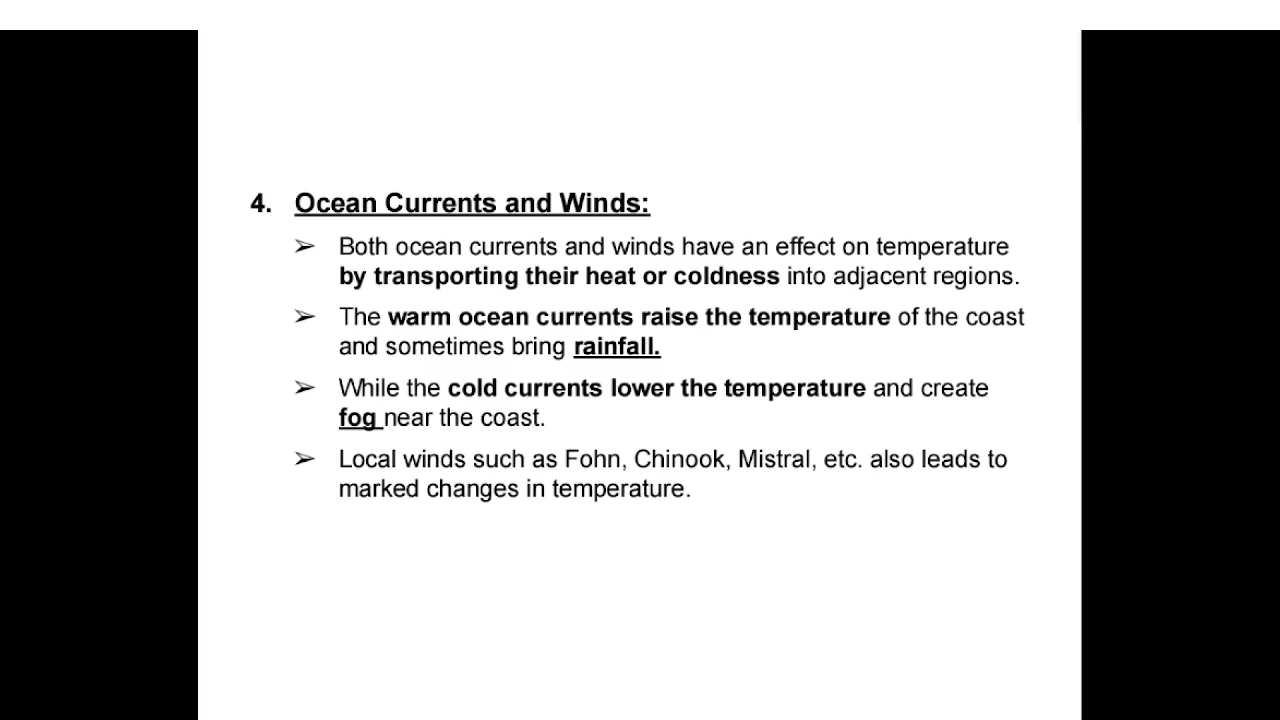 4. Ocean Currents and Winds:
➢ Both ocean currents and winds have an effect on temperature
by transporting their heat or coldness into adjacent regions.
➢ The warm ocean currents raise the temperature of the coast
and sometimes bring rainfall.
➢ While the cold currents lower the temperature and create
fog near the coast.
➢ Local winds such as Fohn, Chinook, Mistral, etc. also leads to
marked changes in temperature.